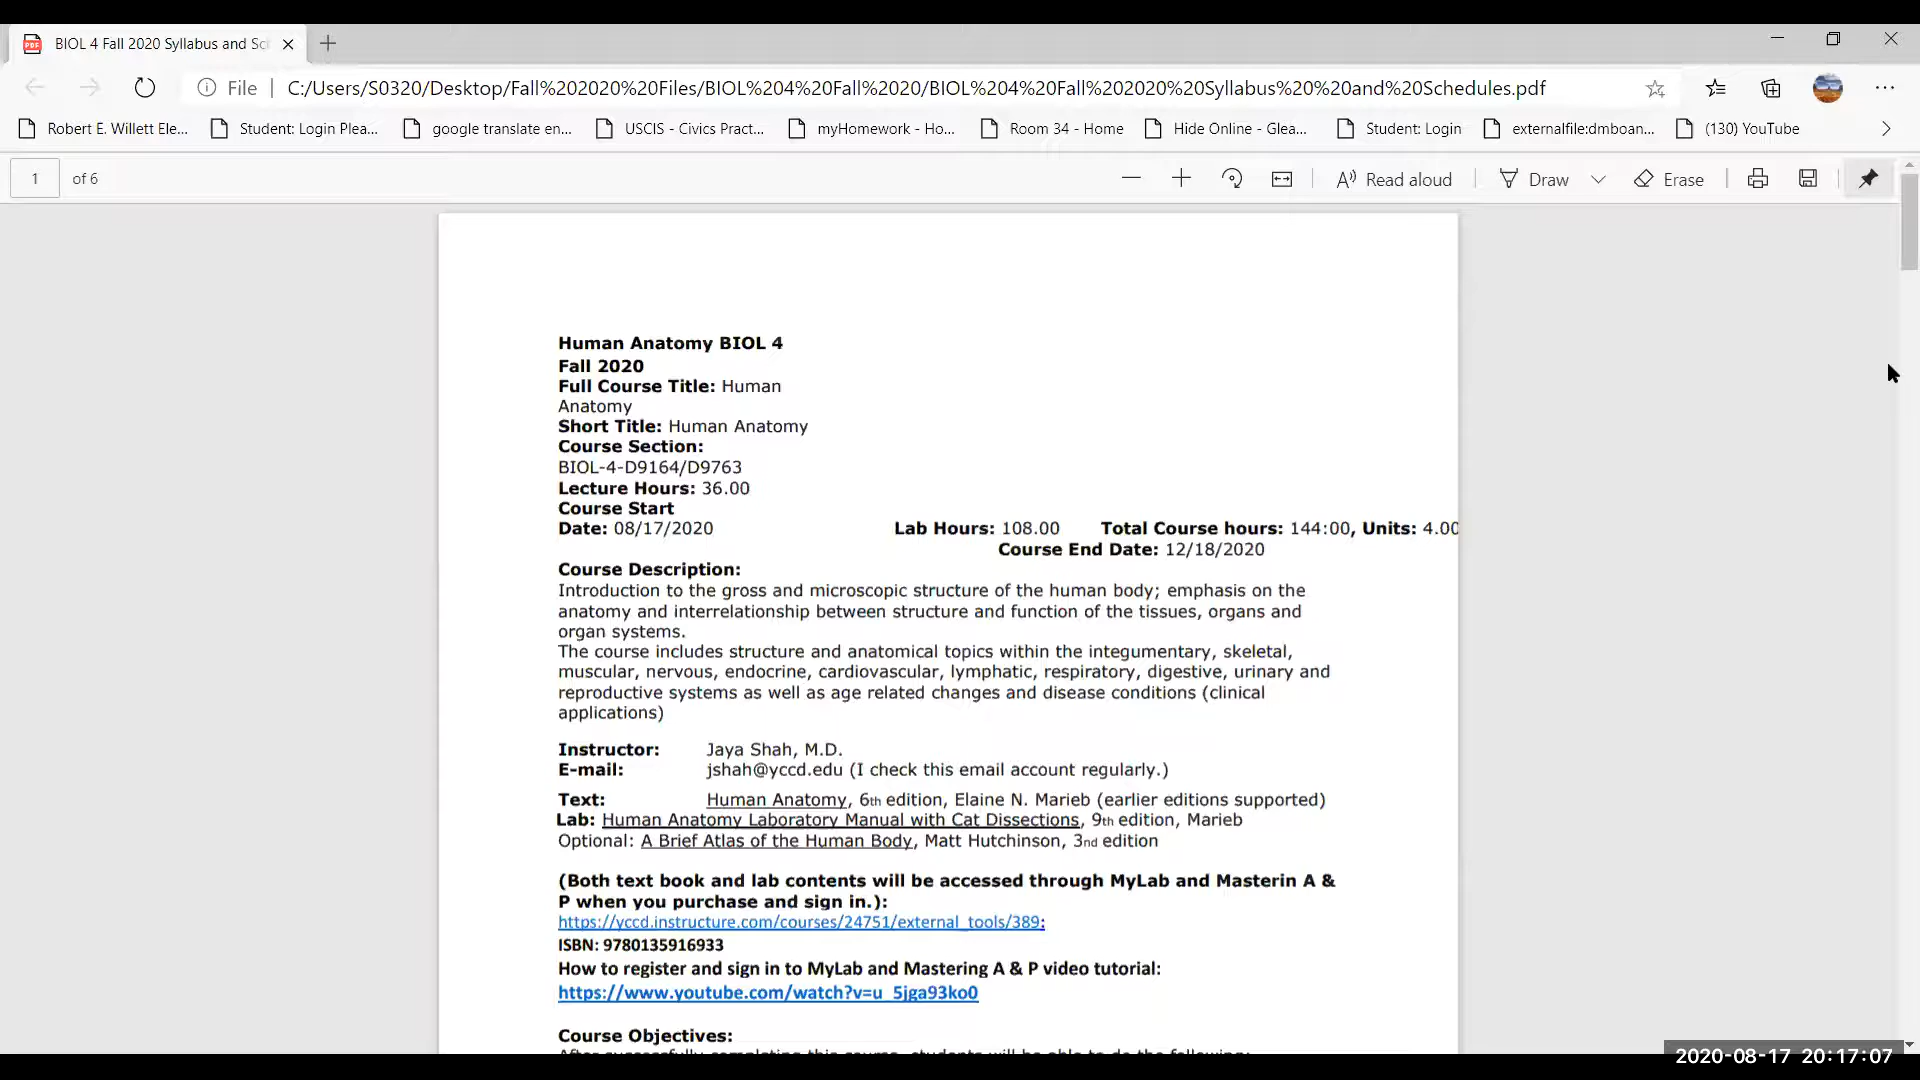 BIOL 4 Fall 2020 Syllabus and Sc
File
C:/Users/S0320/Desktop/Fall%202020%20Files/BIOL%204%20Fall%2020/BIOL%204%20Fall%202020%20Syllabus%20%20and%20Schedules.pdf
Robert E. Willett Ele... Student: Login Plea... google translate en... USCIS - Civics Pract... myHomework - Ho... Room 34 - Home Hide Online - Glea... Student: Login externalfile:dmboan... (130) YouTube
1 of 6 Read aloud Draw Erase
Human Anatomy BIOL 4
Fall 2020
Full Course Title: Human
Anatomy
Short Title: Human Anatomy
Course Section:
BIOL-4-D9164/D9763
Lecture Hours: 36.00
Course Start
Date: 08/17/2020 Lab Hours: 108.00 Total Course hours: 144:00, Units: 4.00
Course End Date: 12/18/2020
Course Description:
Introduction to the gross and microscopic structure of the human body; emphasis on the
anatomy and interrelationship between structure and function of the tissues, organs and
organ systems.
The course includes structure and anatomical topics within the integumentary, skeletal,
muscular, nervous, endocrine, cardiovascular, lymphatic, respiratory, digestive, urinary and
reproductive systems as well as age related changes and disease conditions (clinical
applications)
Instructor: Jaya Shah, M.D.
E-mail: jshah@yccd.edu (I check this email account regularly.)
Text: Human Anatomy, 6th edition, Elaine N. Marieb (earlier editions supported)
Lab: Human Anatomy Laboratory Manual with Cat Dissections, 9th edition, Marieb
Optional: A Brief Atlas of the Human Body, Matt Hutchinson, 3nd edition
(Both text book and lab contents will be accessed through MyLab and Masterin A &
P when you purchase and sign in.):
https://yccd.instructure.com/courses/24751/external_tools/389;
ISBN: 9780135916933
How to register and sign in to MyLab and Mastering A & P video tutorial:
https://www.youtube.com/watch?v=u_5jga93ko0
Course Objectives:
After successfully completing this course, students will be able to do the following:
2020-08-17 20:17:07